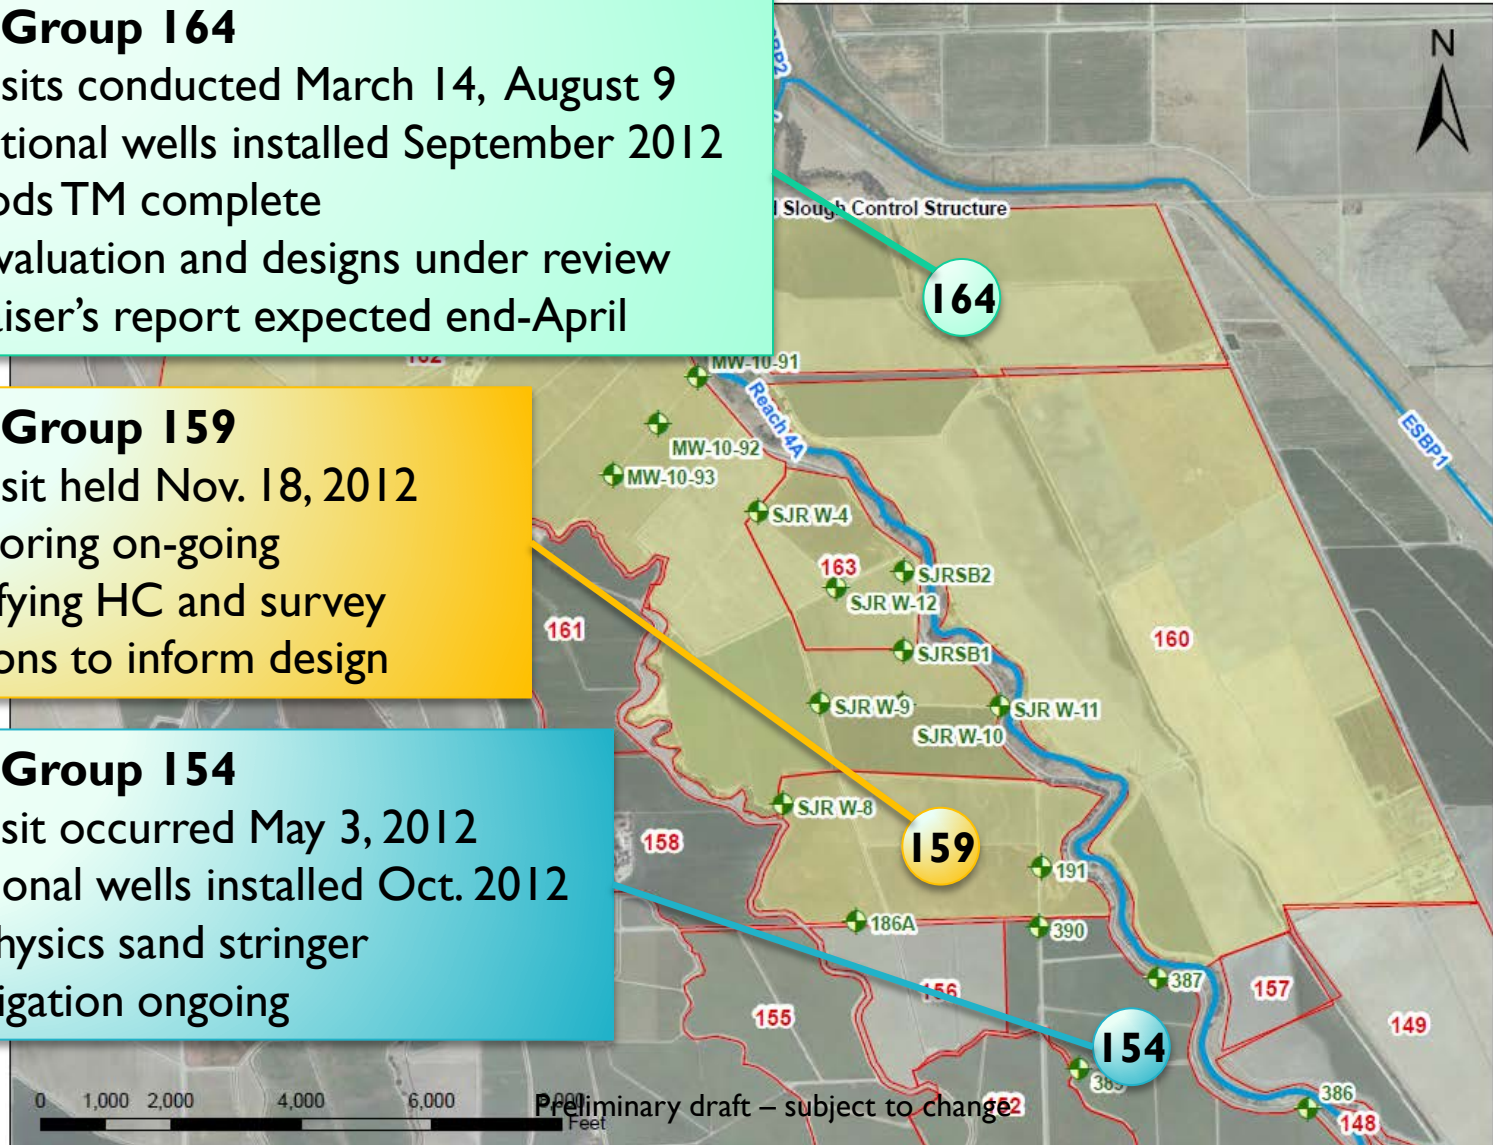 Group 164
sits conducted March 14, August 9
tional wells installed September 2012
ods TM complete
valuation and designs under review
iser’s report expected end-April
N
Slough Control Structure
164
MW-10-91
Reach 4A
ESBP1
Group 159
sit held Nov. 18, 2012
oring on-going
fying HC and survey
ons to inform design
MW-10-92
MW-10-93
SJR W-4
163
SJRSB2
SJR W-12
161
160
SJRSB1
SJR W-9
SJR W-11
SJR W-10
Group 154
sit occurred May 3, 2012
onal wells installed Oct. 2012
hysics sand stringer
igation ongoing
SJR W-8
158
159
191
186A
390
387
156
157
155
149
154
386
148
152
0 1,000 2,000 4,000 6,000
Feet
Preliminary draft – subject to change